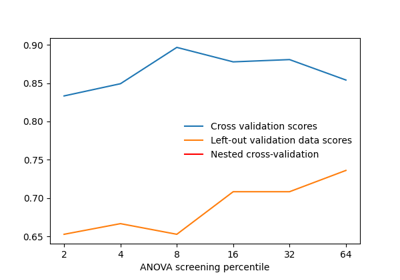 0.90
0.85
0.80
0.75
0.70
0.65
Cross validation scores
Left-out validation data scores
Nested cross-validation
2 4 8 16 32 64
ANOVA screening percentile